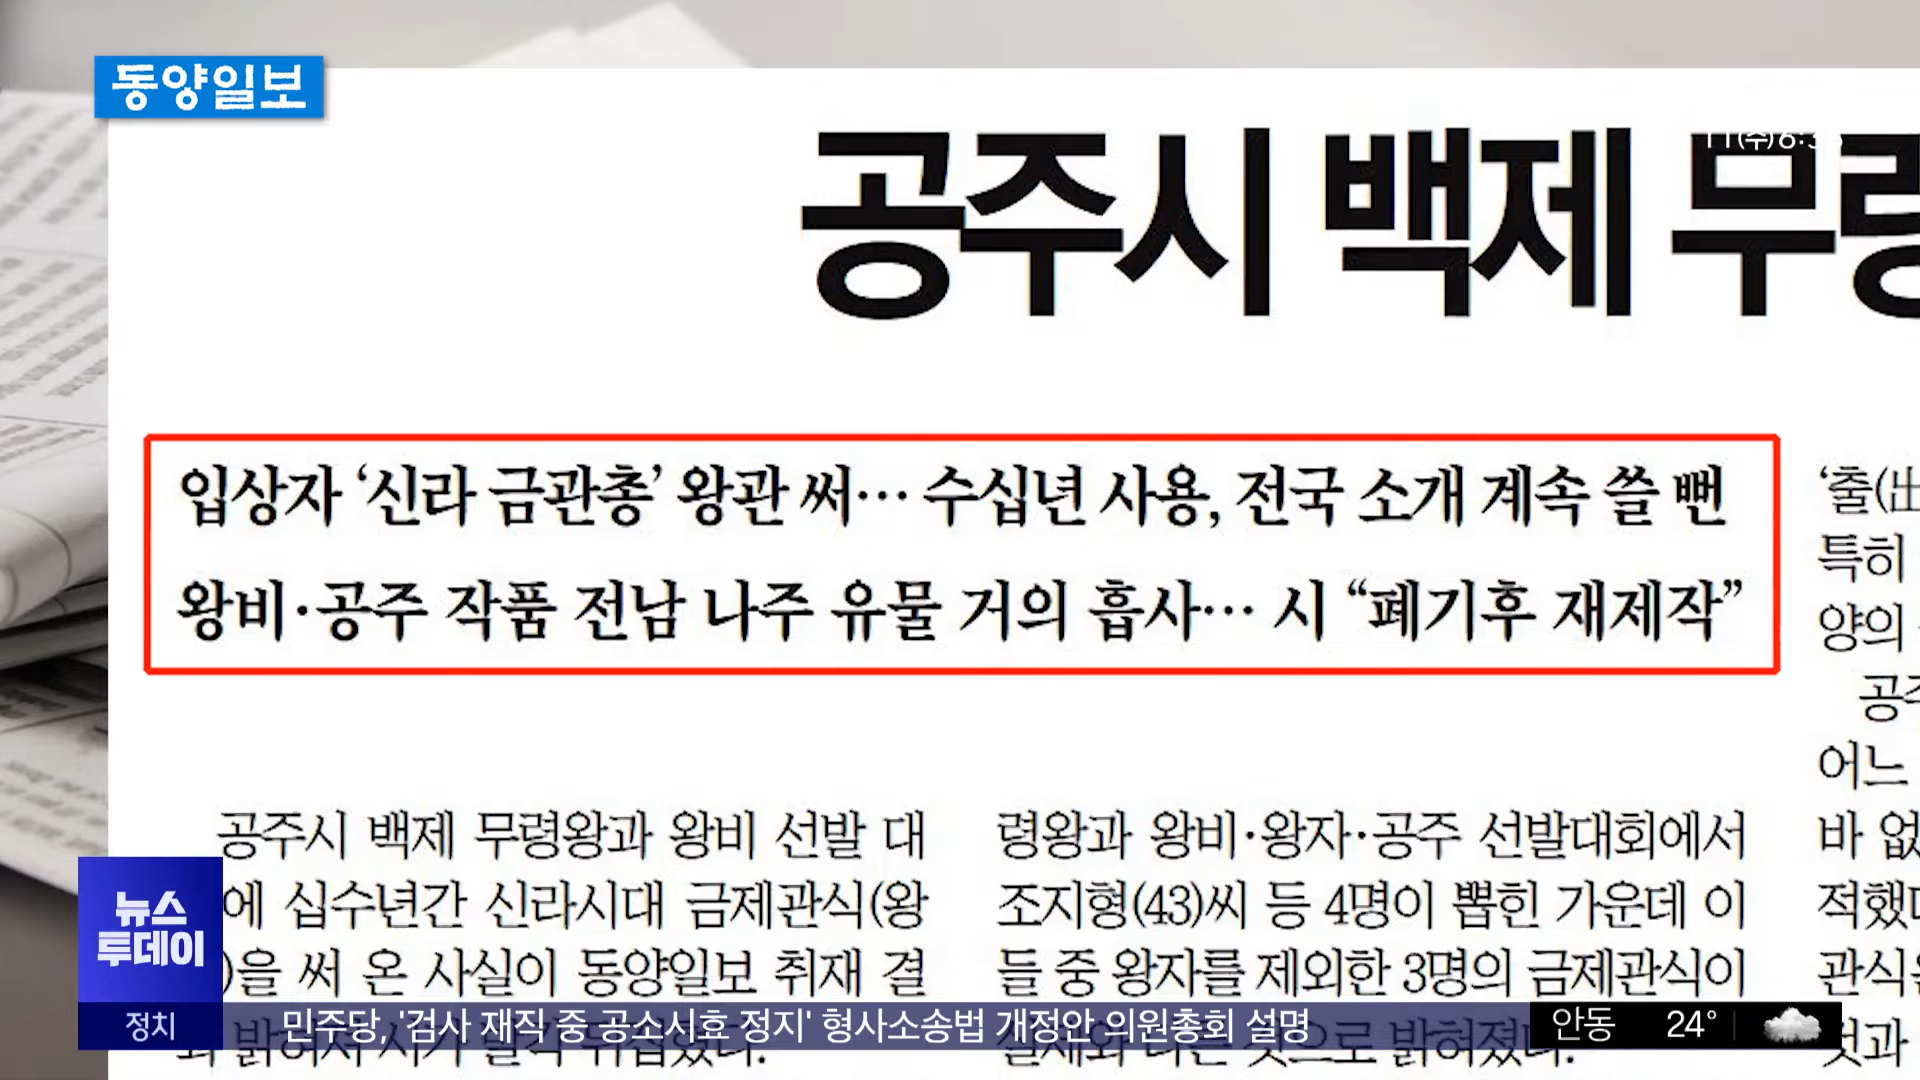 동양일보
공주시 백제 무령
입상자 ‘신라 금관총’ 왕관 써… 수십년 사용, 전국 소개 계속 쓸 뻔
왕비·공주 작품 전남 나주 유물 거의 흡사… 시 “폐기후 재제작”
공주시 백제 무령왕과 왕비 선발 대
에 십수년간 신라시대 금제관식(왕
)을 써 온 사실이 동양일보 취재 결
령왕과 왕비·왕자·공주 선발대회에서
조지형(43)씨 등 4명이 뽑힌 가운데 이
들 중 왕자를 제외한 3명의 금제관식이
‘출(出
특히
양의
공주
어느
바 없
적했다
관식은
것과
뉴스
투데이
정치
민주당, '검사 재직 중 공소시효 정지' 형사소송법 개정안 의원총회 설명
안동 24°